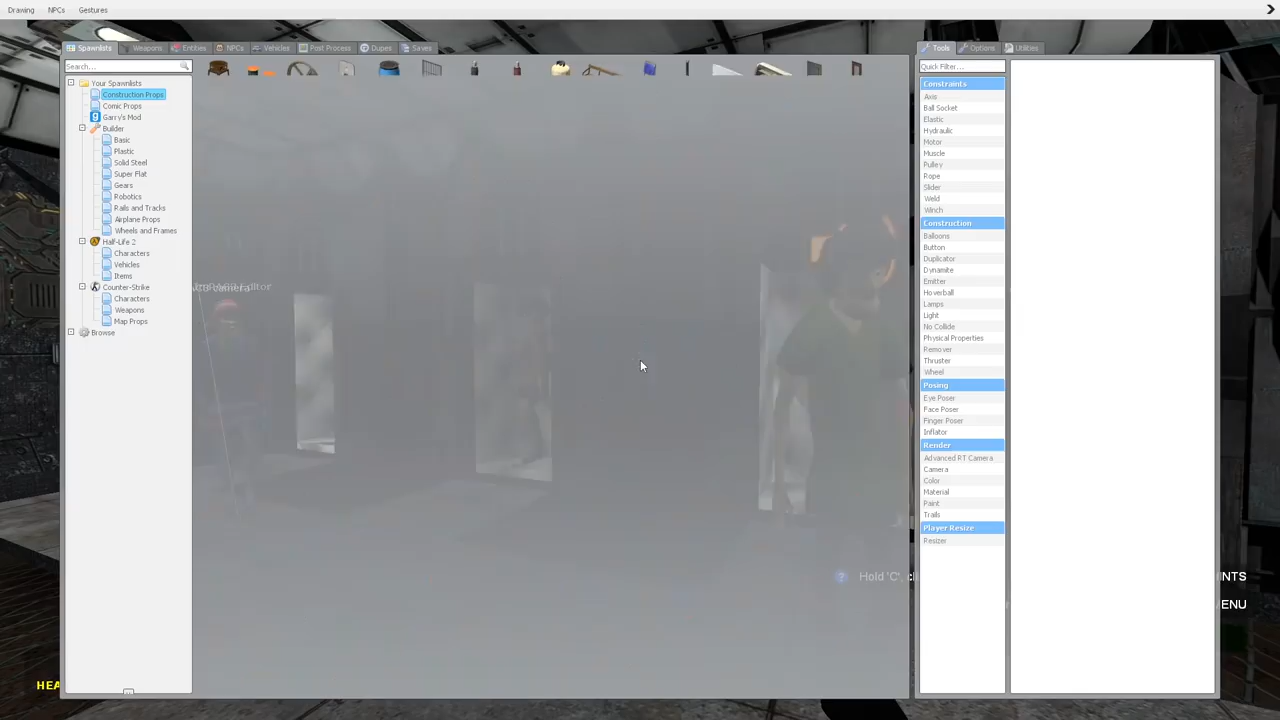 Drawing NPCs Gestures
Spawnlists Weapons Entities NPCs Vehicles Post Process Dupes Saves
Tools Options Utilities
Search...
Your Spawnlists
Construction Props
Comic Props
Garry's Mod
Builder
Basic
Plastic
Solid Steel
Super Flat
Gears
Robotics
Rails and Tracks
Airplane Props
Wheels and Frames
Half-Life 2
Characters
Vehicles
Items
Counter-Strike
Characters
Weapons
Map Props
Browse
Quick Filter...
Constraints
Axis
Ball Socket
Elastic
Hydraulic
Motor
Muscle
Pulley
Rope
Slider
Weld
Winch
Construction
Balloons
Button
Duplicator
Dynamite
Emitter
Hoverball
Lamps
Light
No Collide
Physical Properties
Remover
Thruster
Wheel
Posing
Eye Poser
Face Poser
Finger Poser
Inflator
Render
Advanced RT Camera
Camera
Color
Material
Paint
Trails
Player Resize
Resizer
Hold 'C', cl
INTS
ENU
HEA